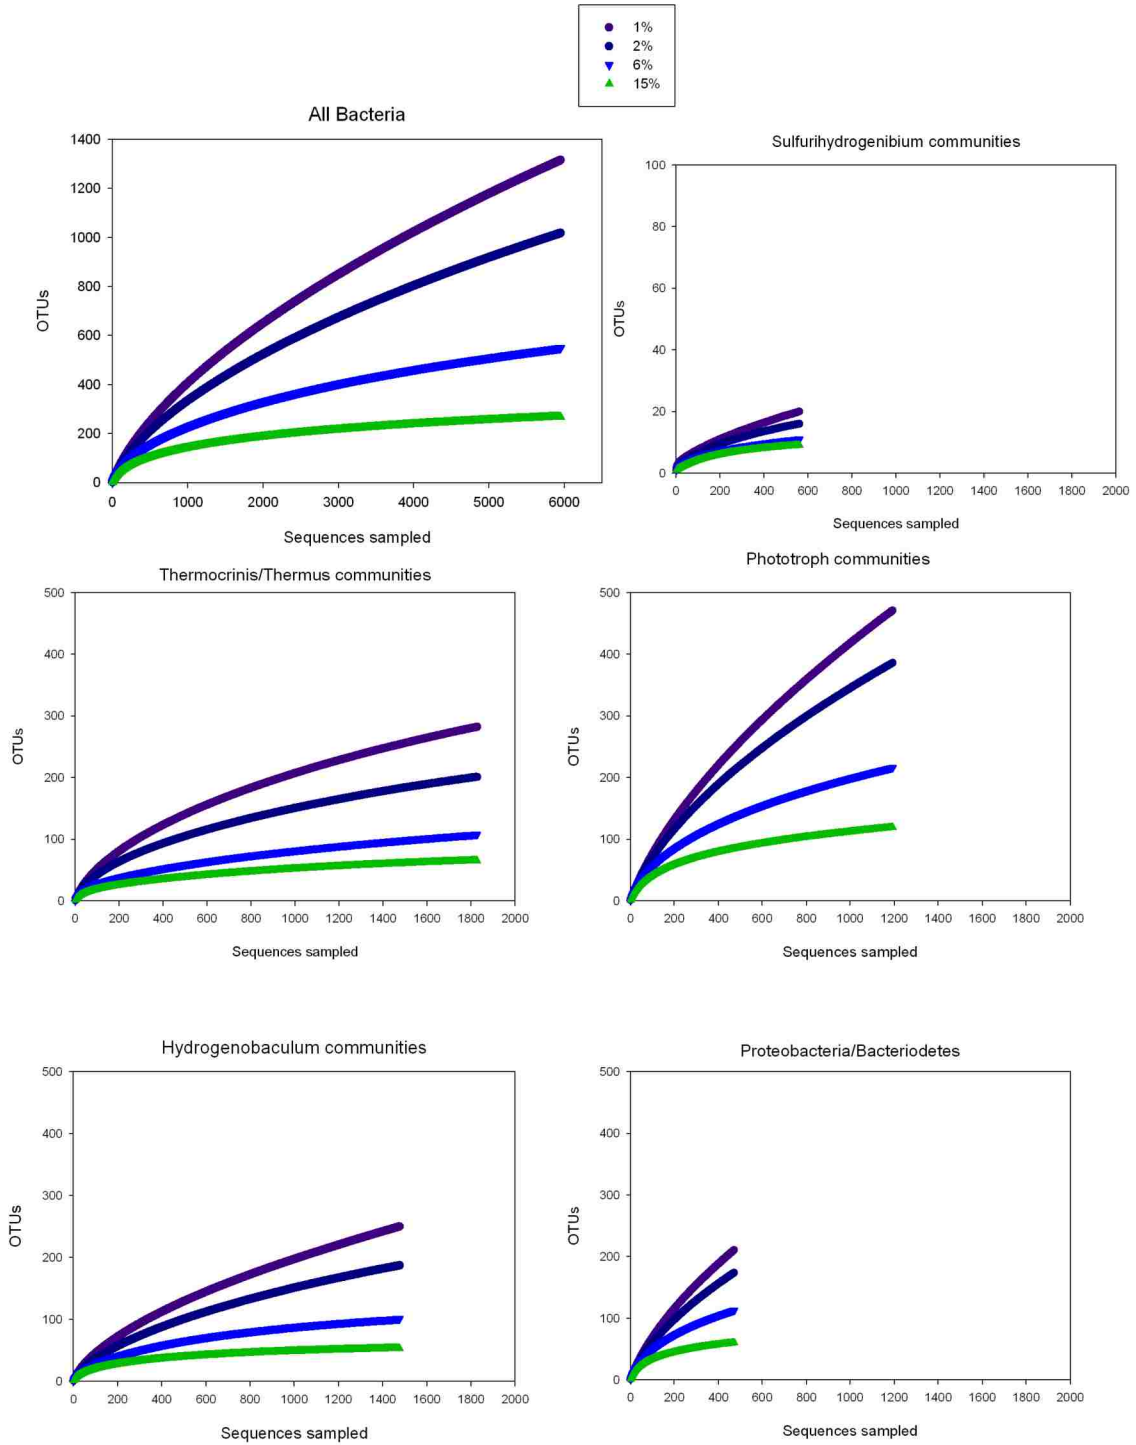 1%
2%
6%
15%
All Bacteria
1400
1200
1000
800
600
400
200
0
OTUs
0 1000 2000 3000 4000 5000 6000
Sequences sampled
Sulfurihydrogenibium communities
100
80
60
40
20
0
OTUs
0 200 400 600 800 1000 1200 1400 1600 1800 2000
Sequences sampled
Thermocrinis/Thermus communities
500
400
300
200
100
0
OTUs
0 200 400 600 800 1000 1200 1400 1600 1800 2000
Sequences sampled
Phototroph communities
500
400
300
200
100
0
OTUs
0 200 400 600 800 1000 1200 1400 1600 1800 2000
Sequences sampled
Hydrogenobaculum communities
500
400
300
200
100
0
OTUs
0 200 400 600 800 1000 1200 1400 1600 1800 2000
Sequences sampled
Proteobacteria/Bacteriodetes
500
400
300
200
100
0
OTUs
0 200 400 600 800 1000 1200 1400 1600 1800 2000
Sequences sampled